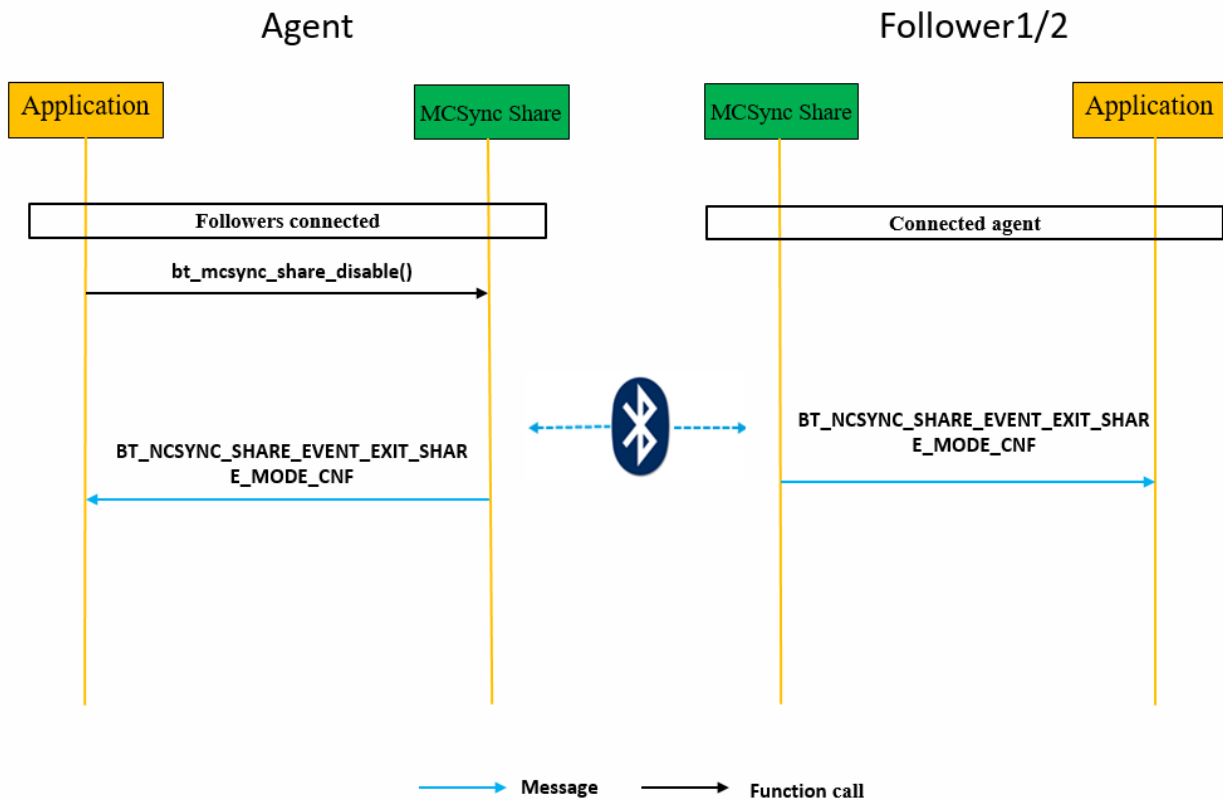 Agent
Follower1/2
Application
MCSync Share
MCSync Share
Application
Followers connected
Connected agent
bt_mcsync_share_disable()
BT_NCSYNC_SHARE_EVENT_EXIT_SHAR
E_MODE_CNF
BT_NCSYNC_SHARE_EVENT_EXIT_SHAR
E_MODE_CNF
Message
Function call